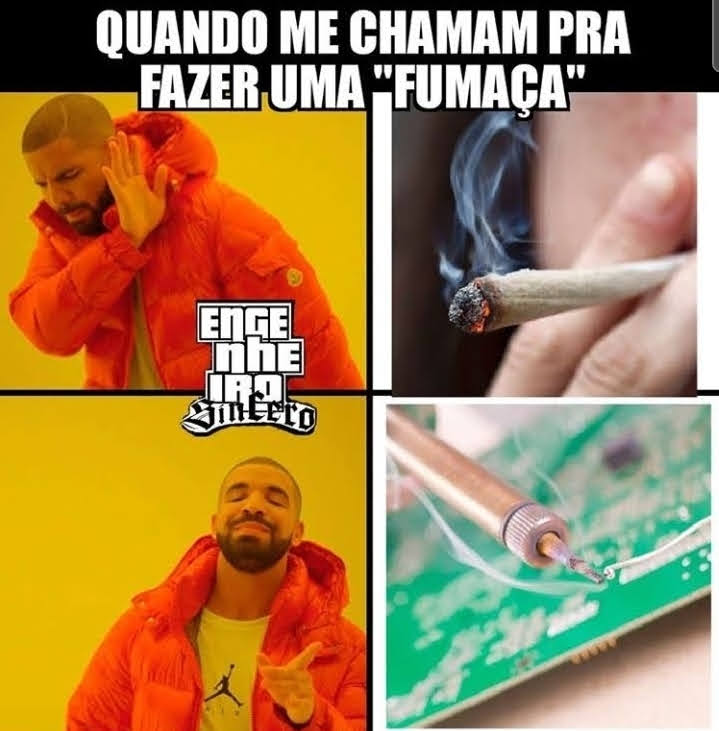 QUANDO ME CHAMAM PRA
FAZER UMA "FUMAÇA"
ENGE
NHE
IRO
Sincero